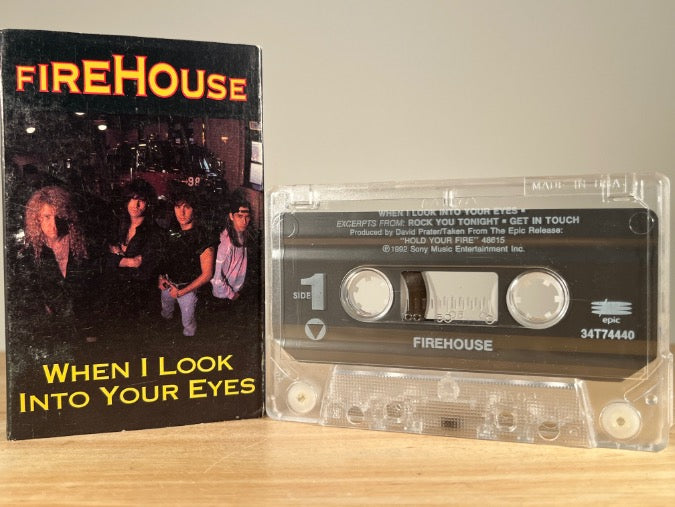 FIREHOUSE
WHEN I LOOK
INTO YOUR EYES
MADE IN USA
WHEN I LOOK INTO YOUR EYES •
EXCERPTS FROM: ROCK YOU TONIGHT • GET IN TOUCH
Produced by David Prater/Taken From The Epic Release:
"HOLD YOUR FIRE" 48615
℗ 1992 Sony Music Entertainment Inc.
SIDE 1
epic
34T74440
FIREHOUSE